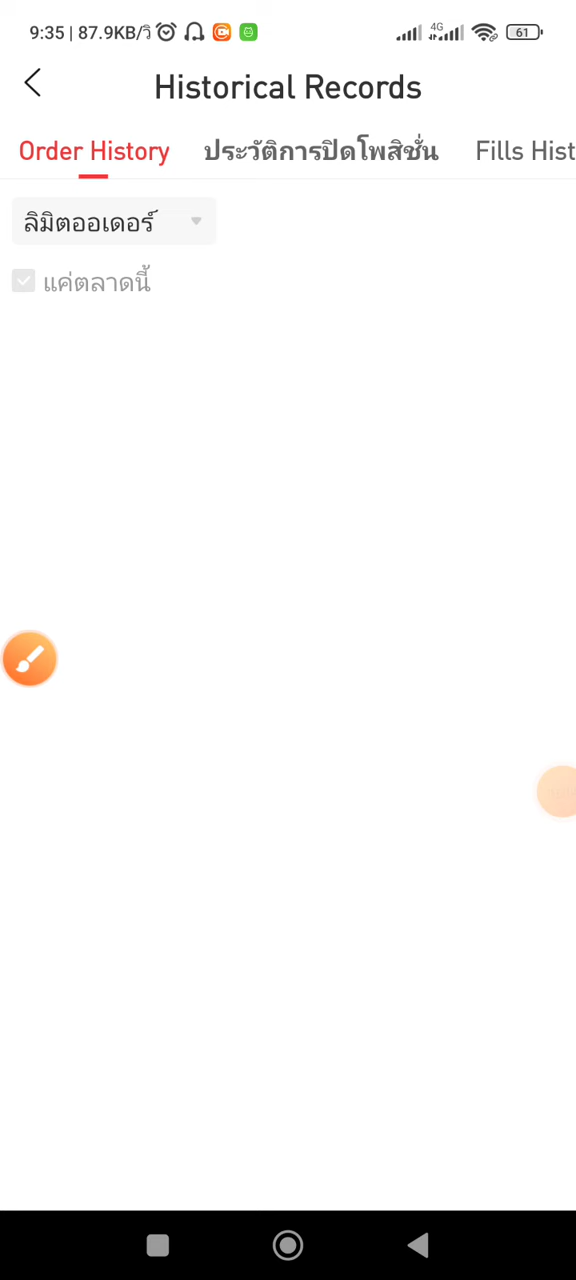 9:35 | 87.9KB/วิ 4G 61
Historical Records
Order History ประวัติการปิดโพสิชั่น Fills Hist
ลิมิตออเดอร์
แค่ตลาดนี้